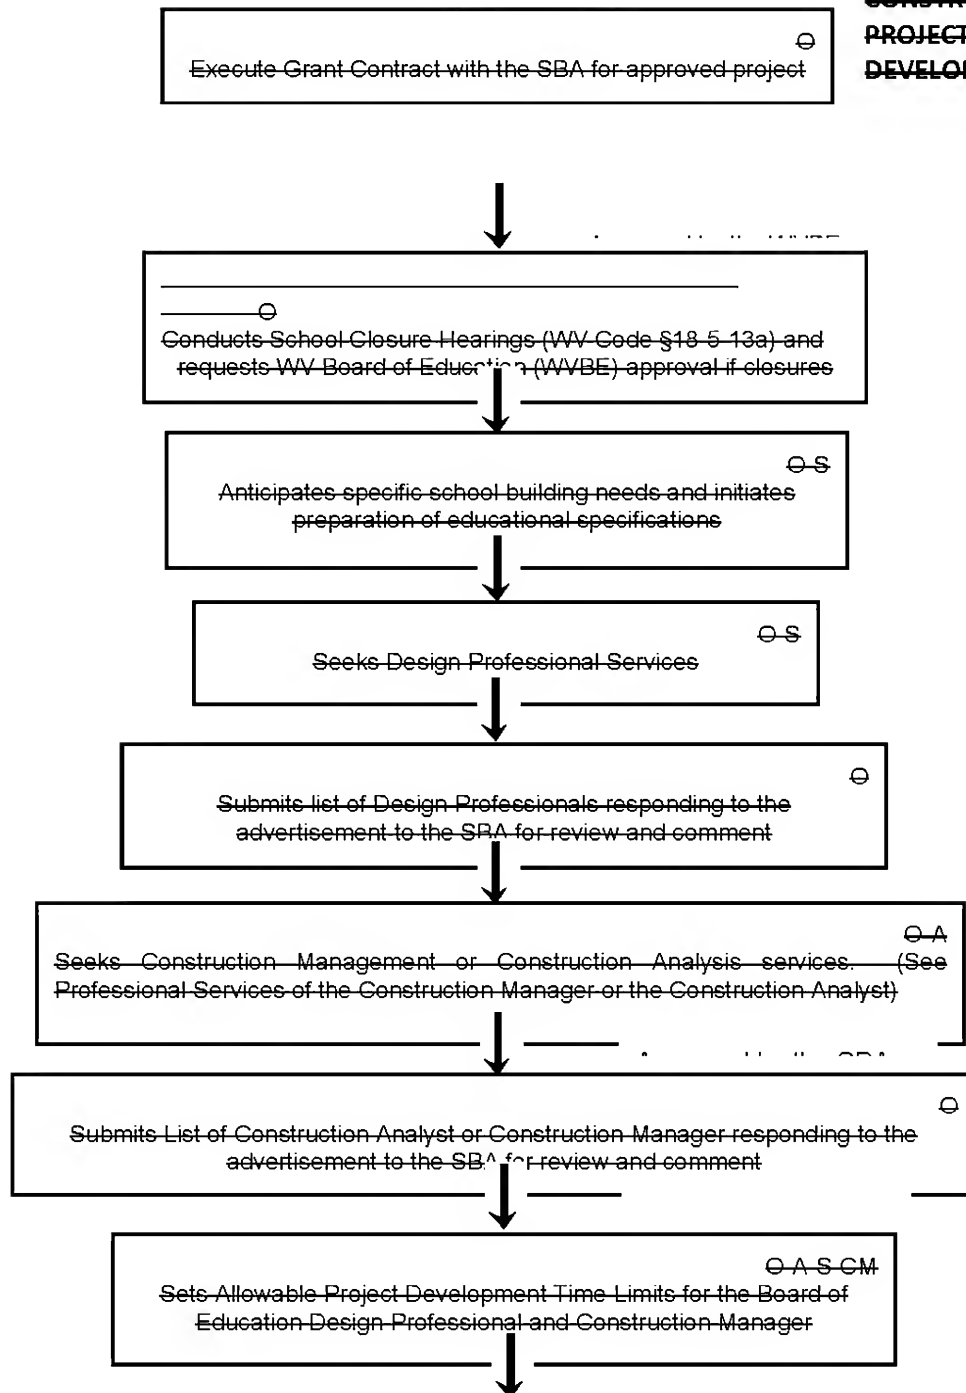 PROJECT
O
Execute Grant Contract with the SBA for approved project
O
Conducts School Closure Hearings (WV Code §18-5-13a) and
requests WV Board of Education (WVBE) approval if closures
O S
Anticipates specific school building needs and initiates
preparation of educational specifications
O S
Seeks Design Professional Services
O
Submits list of Design Professionals responding to the
advertisement to the SBA for review and comment
O A
Seeks Construction Management or Construction Analysis services. (See
Professional Services of the Construction Manager or the Construction Analyst)
O
Submits List of Construction Analyst or Construction Manager responding to the
advertisement to the SBA for review and comment
O A S CM
Sets Allowable Project Development Time Limits for the Board of
Education Design Professional and Construction Manager